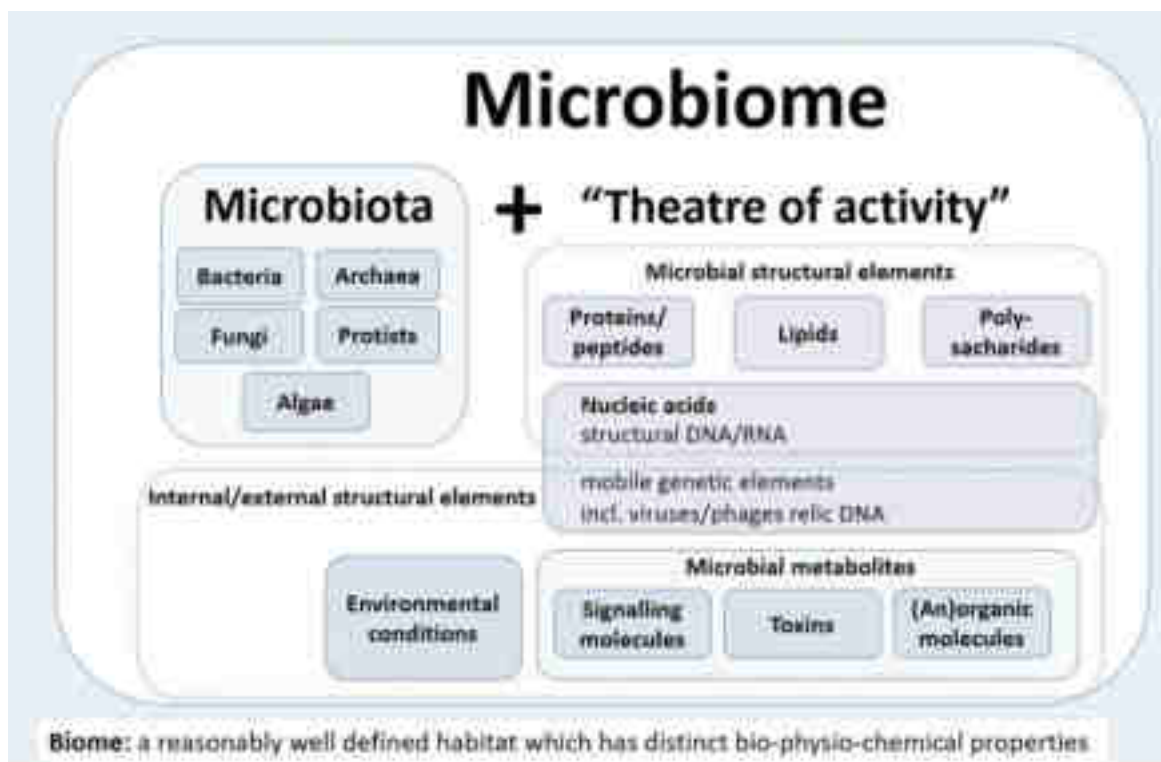 Microbiome
Microbiota + “Theatre of activity”
Bacteria
Archaea
Fungi
Protists
Algae
Microbial structural elements
Proteins/
peptides
Lipids
Poly-
sacharides
Nucleic acids
structural DNA/RNA
mobile genetic elements
incl. viruses/phages relic DNA
Internal/external structural elements
Environmental
conditions
Microbial metabolites
Signalling
molecules
Toxins
(An)organic
molecules
Biome: a reasonably well defined habitat which has distinct bio-physio-chemical properties